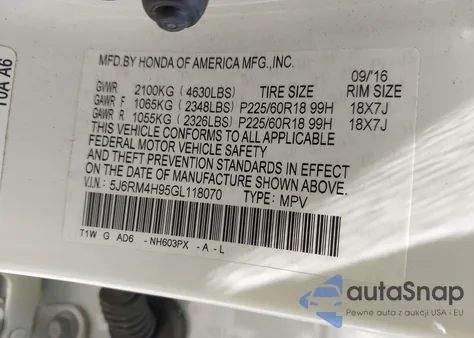 MFD.BY HONDA OF AMERICA MFG.,INC.
09/'16
GVWR 2100KG (4630LBS) TIRE SIZE RIM SIZE
GAWR F 1065KG (2348LBS) P225/60R18 99H 18X7J
GAWR R 1055KG (2326LBS) P225/60R18 99H 18X7J
THIS VEHICLE CONFORMS TO ALL APPLICABLE
FEDERAL MOTOR VEHICLE SAFETY
AND THEFT PREVENTION STANDARDS IN EFFECT
ON THE DATE OF MANUFACTURE SHOWN ABOVE.
V.I.N.: 5J6RM4H95GL118070 TYPE: MPV
T1W G AD6 -NH603PX -A-L
10A A6
autoSnap
Pewne auta z aukcji USA i EU